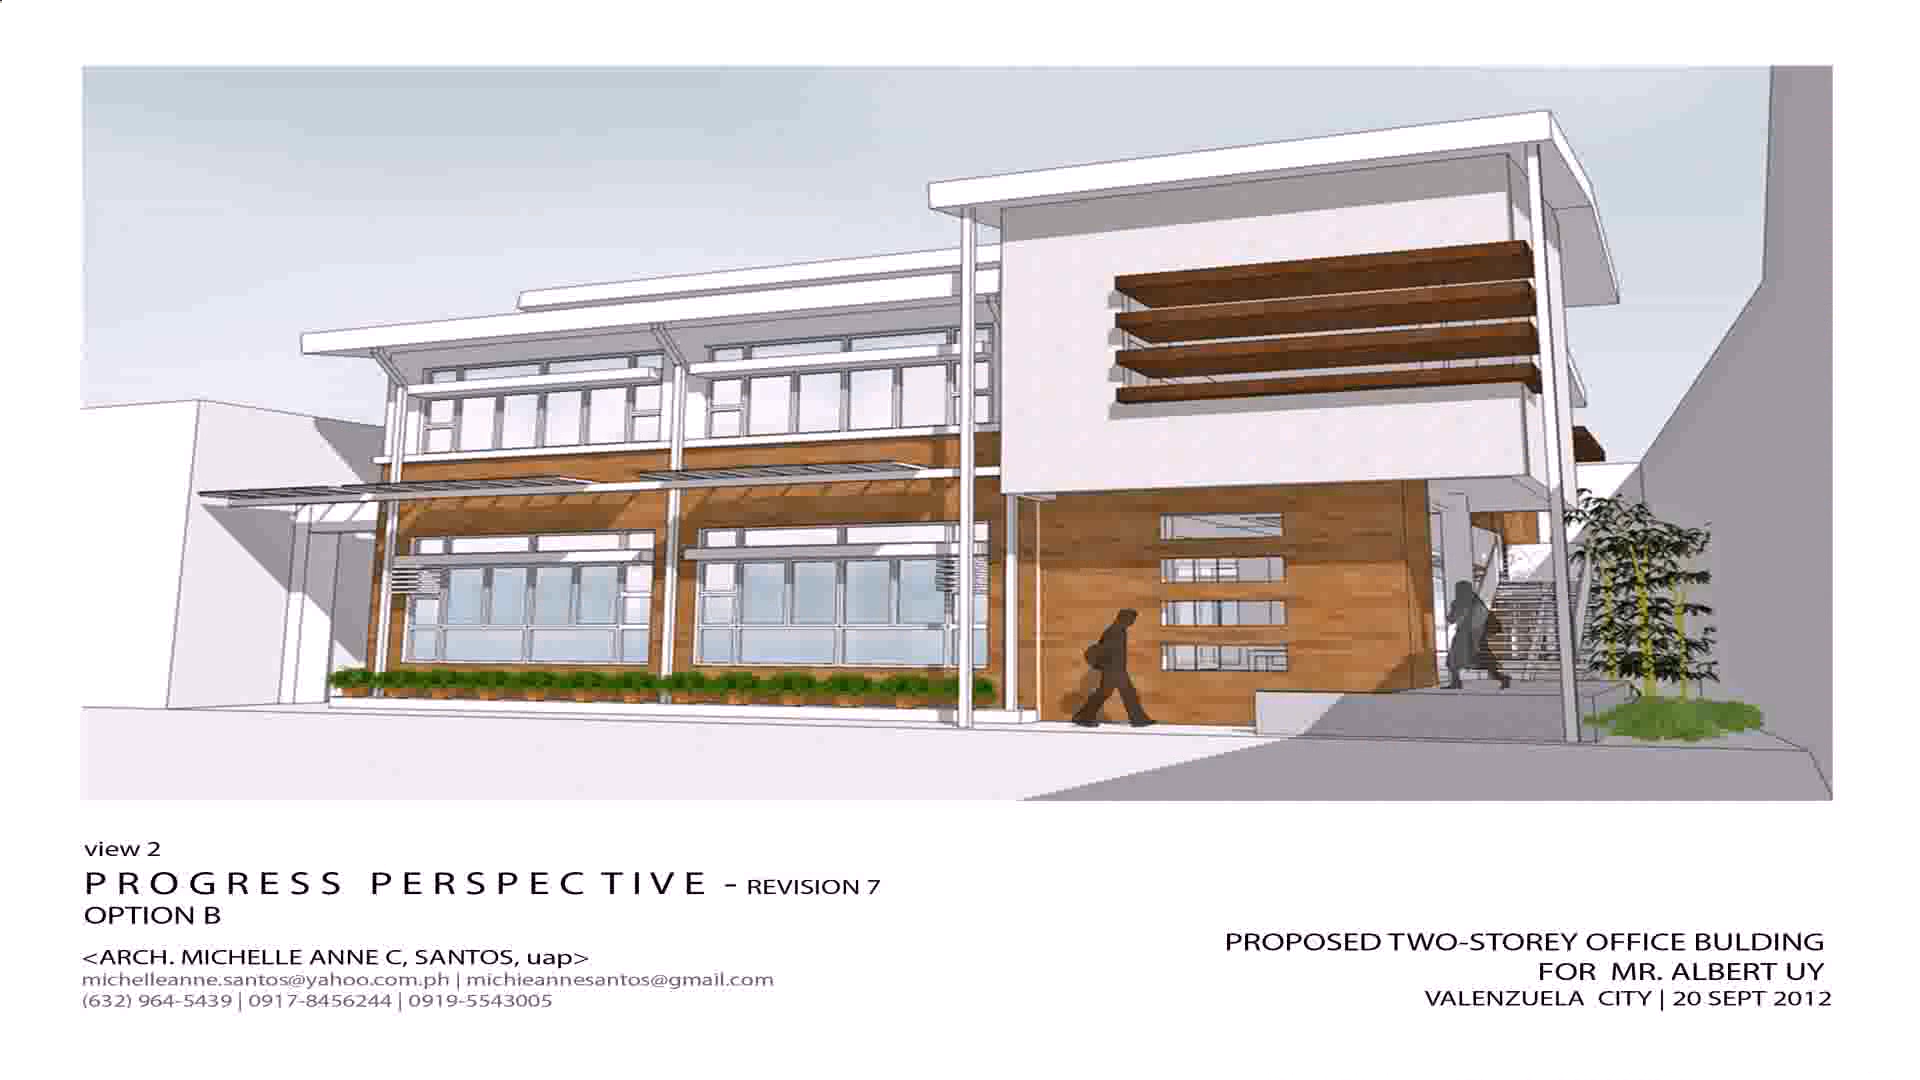 view 2
PROGRESS PERSPECTIVE - REVISION 7
OPTION B
<ARCH. MICHELLE ANNE C, SANTOS, uap>
michelleanne.santos@yahoo.com.ph | michieannesantos@gmail.com
(632) 964-5439 | 0917-8456244 | 0919-5543005
PROPOSED TWO-STOREY OFFICE BULDING
FOR MR. ALBERT UY
VALENZUELA CITY | 20 SEPT 2012